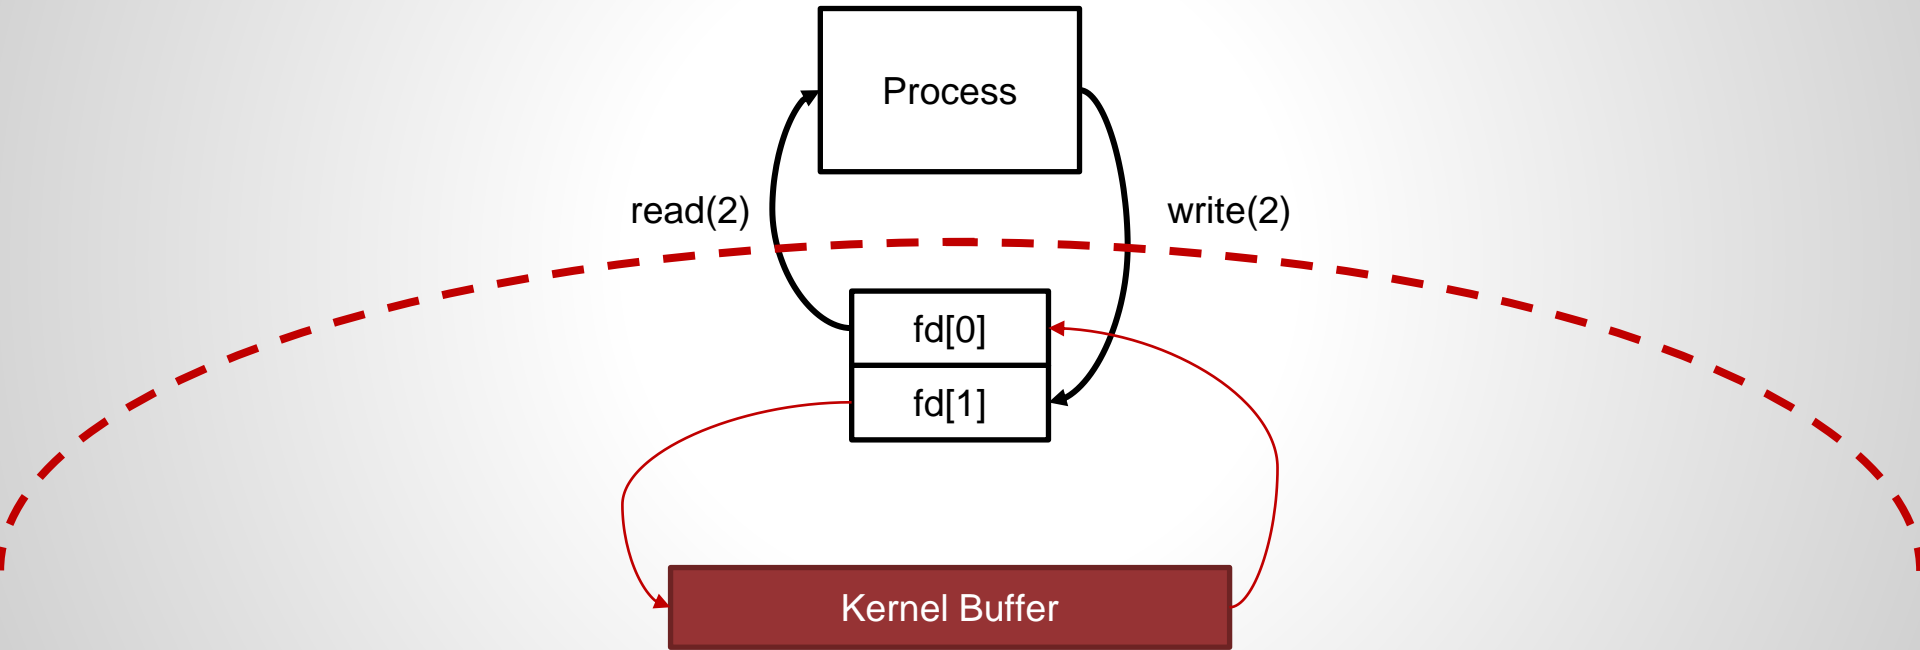 Process
read(2)
write(2)
fd[0]
fd[1]
Kernel Buffer